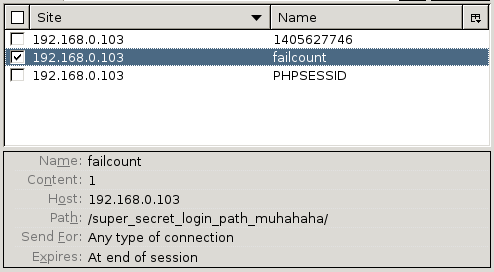 Site Name
192.168.0.103 1405627746
192.168.0.103 failcount
192.168.0.103 PHPSESSID
Name: failcount
Content: 1
Host: 192.168.0.103
Path: /super_secret_login_path_muhahaha/
Send For: Any type of connection
Expires: At end of session